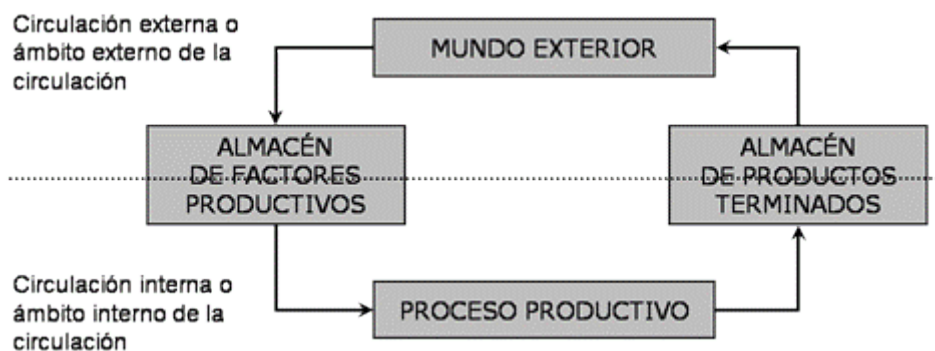 Circulación externa o
ámbito externo de la
circulación
MUNDO EXTERIOR
ALMACÉN
DE FACTORES
PRODUCTIVOS
ALMACÉN
DE PRODUCTOS
TERMINADOS
Circulación interna o
ámbito interno de la
circulación
PROCESO PRODUCTIVO